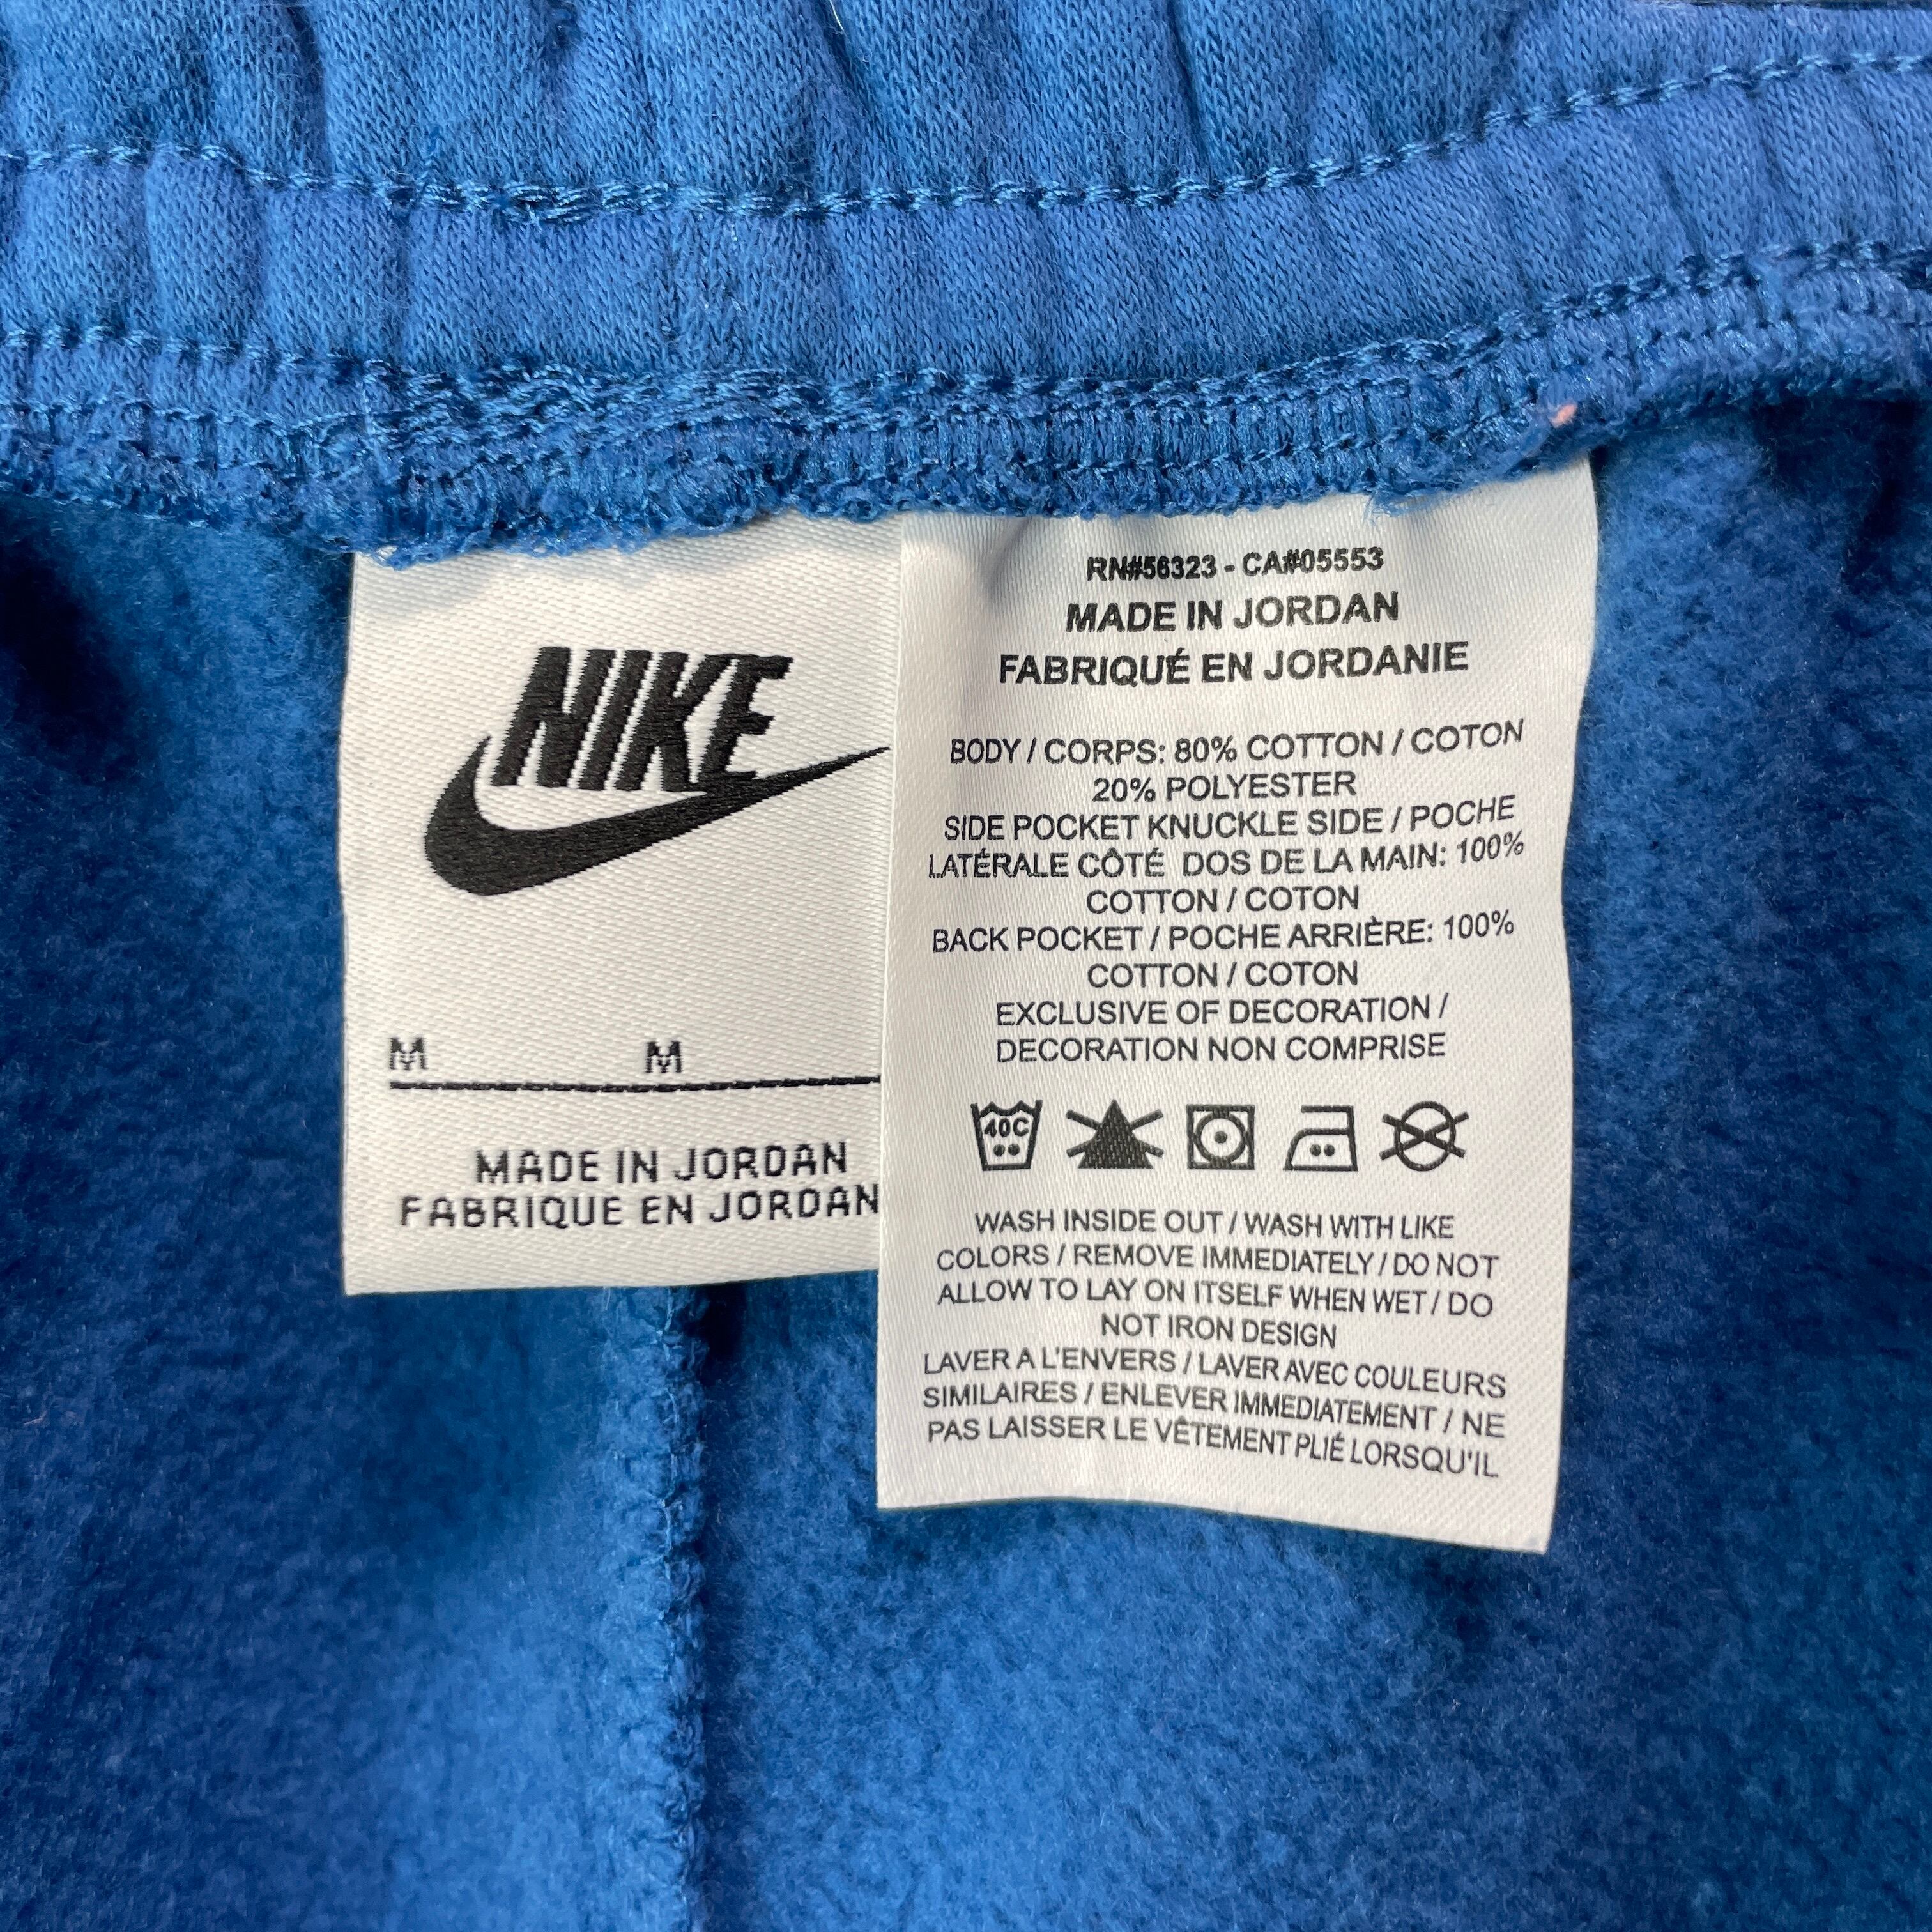 NIKE
M M
MADE IN JORDAN
FABRIQUE EN JORDAN
RN#56323 - CA#05553
MADE IN JORDAN
FABRIQUÉ EN JORDANIE
BODY / CORPS: 80% COTTON / COTON
20% POLYESTER
SIDE POCKET KNUCKLE SIDE / POCHE
LATÉRALE CÔTÉ DOS DE LA MAIN: 100%
COTTON / COTON
BACK POCKET / POCHE ARRIÈRE: 100%
COTTON / COTON
EXCLUSIVE OF DECORATION /
DECORATION NON COMPRISE
40C
WASH INSIDE OUT / WASH WITH LIKE
COLORS / REMOVE IMMEDIATELY / DO NOT
ALLOW TO LAY ON ITSELF WHEN WET / DO
NOT IRON DESIGN
LAVER A L'ENVERS / LAVER AVEC COULEURS
SIMILAIRES / ENLEVER IMMEDIATEMENT / NE
PAS LAISSER LE VÊTEMENT PLIÉ LORSQU'IL